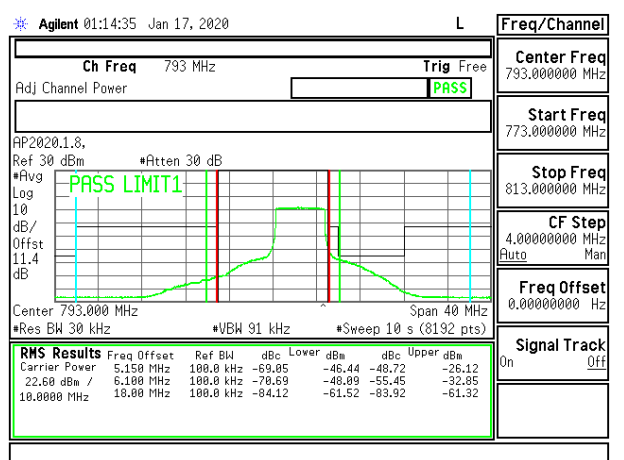 Agilent 01:14:35 Jan 17, 2020 L
Freq/Channel
Ch Freq 793 MHz Trig Free
Adj Channel Power PASS
Center Freq
793.000000 MHz
Start Freq
773.000000 MHz
AP2020.1.8,
Ref 30 dBm #Atten 30 dB
#Avg
Log
10
dB/
Offst
11.4
dB
PASS LIMIT1
Stop Freq
813.000000 MHz
CF Step
4.00000000 MHz
Auto Man
Freq Offset
0.00000000 Hz
Center 793.000 MHz Span 40 MHz
#Res BW 30 kHz #VBW 91 kHz #Sweep 10 s (8192 pts)
Signal Track
On Off
RMS Results Freq Offset Ref BW dBc Lower dBm dBc Upper dBm
Carrier Power 5.150 MHz 100.0 kHz -69.05 -46.44 -48.72 -26.12
22.60 dBm / 6.100 MHz 100.0 kHz -70.69 -48.09 -55.45 -32.85
10.0000 MHz 18.00 MHz 100.0 kHz -84.12 -61.52 -83.92 -61.32